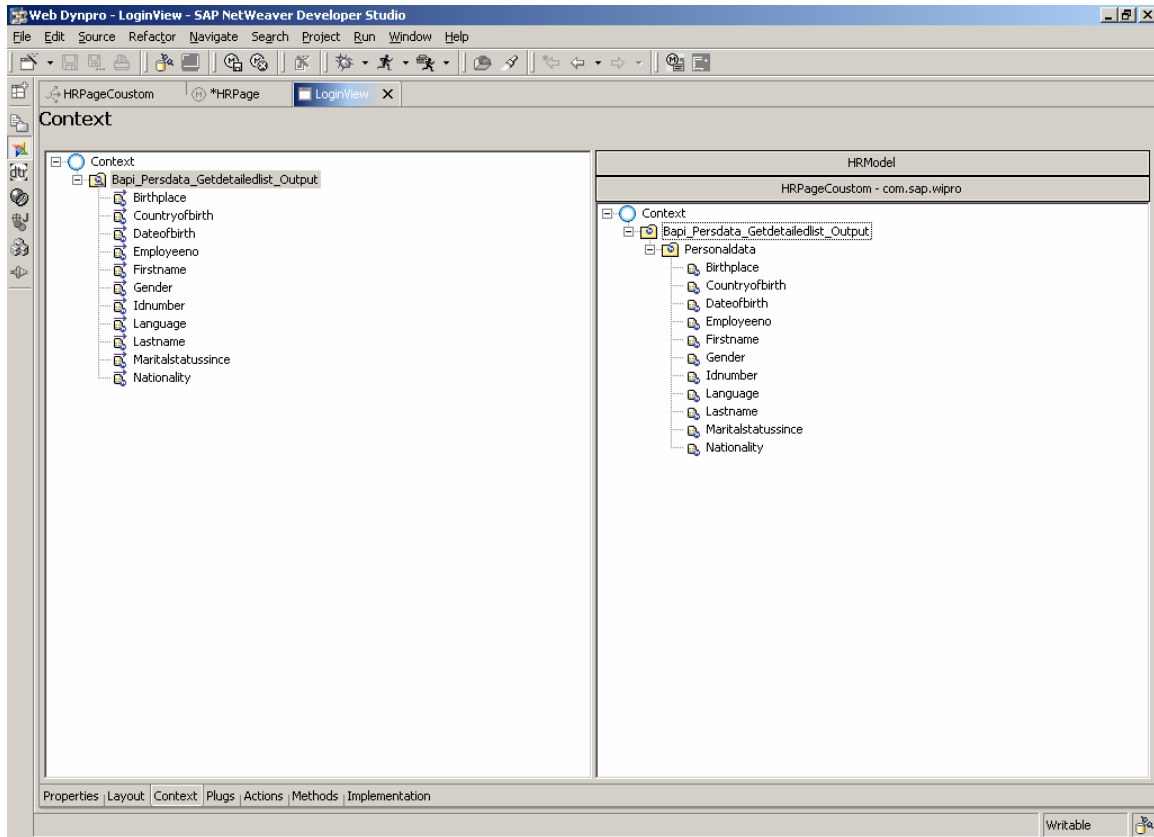 Web Dynpro - LoginView - SAP NetWeaver Developer Studio
File Edit Source Refactor Navigate Search Project Run Window Help
HRPageCoustom *HRPage LoginView
Context
Context
Bapi_Persdata_Getdetailedlist_Output
Birthplace
Countryofbirth
Dateofbirth
Employeeno
Firstname
Gender
Idnumber
Language
Lastname
Maritalstatussince
Nationality
HRModel
HRPageCoustom - com.sap.wipro
Context
Bapi_Persdata_Getdetailedlist_Output
Personaldata
Birthplace
Countryofbirth
Dateofbirth
Employeeno
Firstname
Gender
Idnumber
Language
Lastname
Maritalstatussince
Nationality
Properties Layout Context Plugs Actions Methods Implementation
Writable